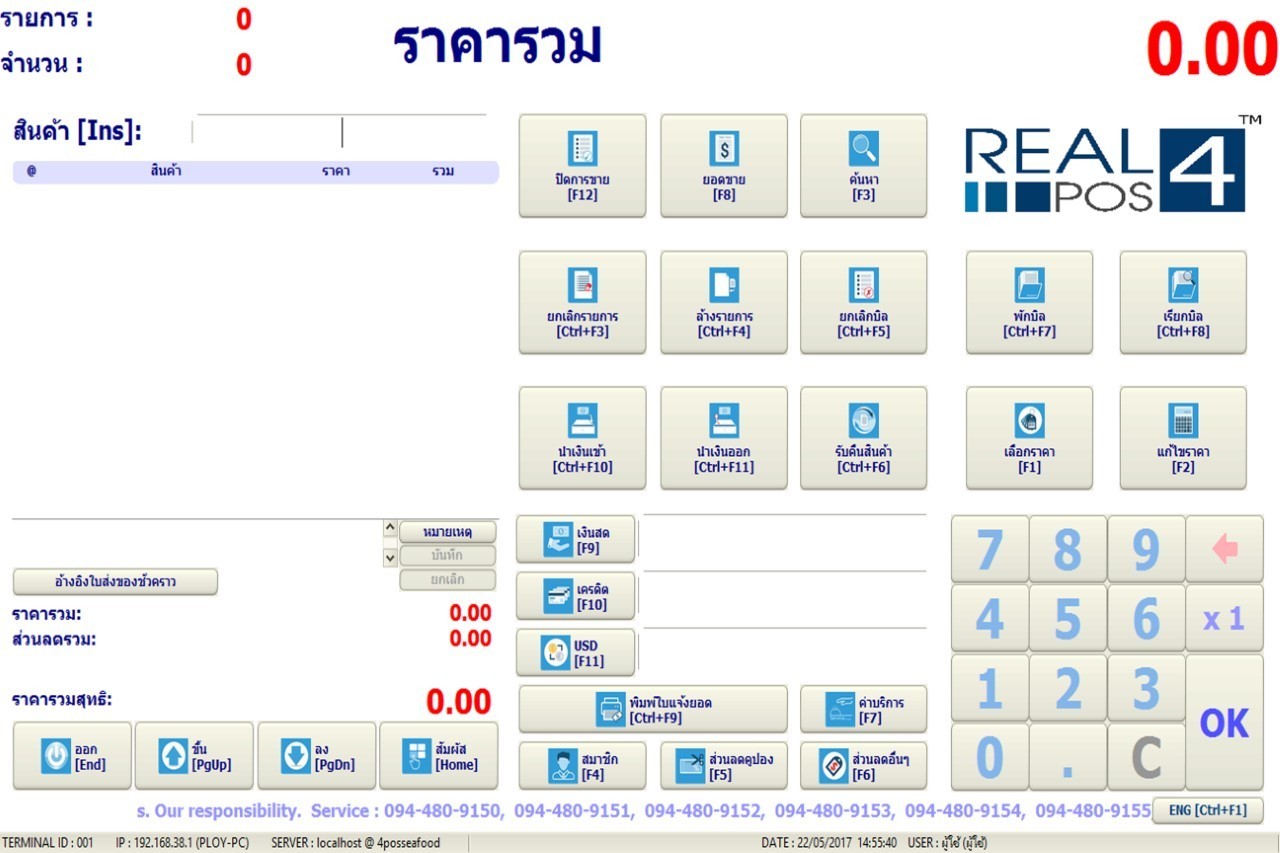 รายการ : 0
จำนวน : 0
ราคารวม 0.00
สินค้า [Ins]:
@ สินค้า ราคา รวม
ปิดการขาย
[F12]
ยอดขาย
[F8]
ค้นหา
[F3]
REAL
POS
4
TM
ยกเลิกรายการ
[Ctrl+F3]
ล้างรายการ
[Ctrl+F4]
ยกเลิกบิล
[Ctrl+F5]
พักบิล
[Ctrl+F7]
เรียกบิล
[Ctrl+F8]
นำเงินเข้า
[Ctrl+F10]
นำเงินออก
[Ctrl+F11]
รับคืนสินค้า
[Ctrl+F6]
เลือกราคา
[F1]
แก้ไขราคา
[F2]
หมายเหตุ
บันทึก
ยกเลิก
อ้างอิงใบส่งของชั่วคราว
ราคารวม: 0.00
ส่วนลดรวม: 0.00
ราคารวมสุทธิ: 0.00
ออก
[End]
ขึ้น
[PgUp]
ลง
[PgDn]
สัมผัส
[Home]
เงินสด
[F9]
เครดิต
[F10]
USD
[F11]
พิมพ์ใบแจ้งยอด
[Ctrl+F9]
ค่าบริการ
[F7]
สมาชิก
[F4]
ส่วนลดคูปอง
[F5]
ส่วนลดอื่นๆ
[F6]
7 8 9
4 5 6 x 1
1 2 3
OK
0 . C
s. Our responsibility. Service : 094-480-9150, 094-480-9151, 094-480-9152, 094-480-9153, 094-480-9154, 094-480-9155,
ENG [Ctrl+F1]
TERMINAL ID : 001 IP : 192.168.38.1 (PLOY-PC) SERVER : localhost @ 4posseafood DATE : 22/05/2017 14:55:40 USER : ผู้ใช้ (ผู้ใช้)